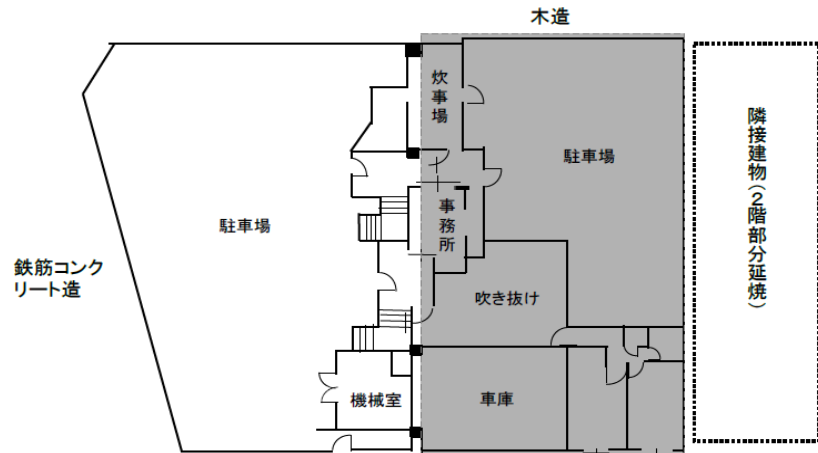 木造
炊事場
駐車場
隣接建物(２階部分延焼)
事務所
駐車場
鉄筋コンク
リート造
吹き抜け
機械室
車庫